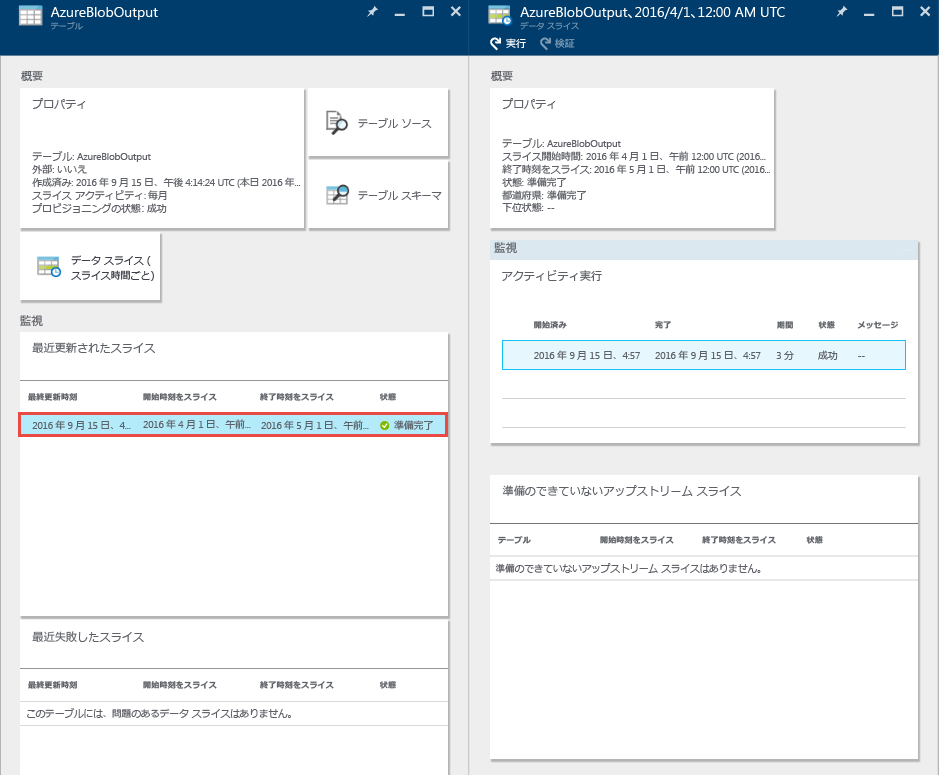 AzureBlobOutput
テーブル
概要
プロパティ
テーブル: AzureBlobOutput
外部: いいえ
作成済み: 2016 年 9 月 15 日、午後 4:14:24 UTC (本日 2016 年...
スライス アクティビティ: 毎月
プロビジョニングの状態: 成功
テーブル ソース
テーブル スキーマ
データ スライス (
スライス時間ごと)
監視
最近更新されたスライス
最終更新時刻 開始時刻をスライス 終了時刻をスライス 状態
2016 年 9 月 15 日、4... 2016 年 4 月 1 日、午前... 2016 年 5 月 1 日、午前... 準備完了
最近失敗したスライス
最終更新時刻 開始時刻をスライス 終了時刻をスライス 状態
このテーブルには、問題のあるデータ スライスはありません。
AzureBlobOutput、2016/4/1、12:00 AM UTC
データ スライス
実行 検証
概要
プロパティ
テーブル: AzureBlobOutput
スライス開始時間: 2016 年 4 月 1 日、午前 12:00 UTC (2016...
終了時刻をスライス: 2016 年 5 月 1 日、午前 12:00 UTC (2016...
状態: 準備完了
都道府県: 準備完了
下位状態: --
監視
アクティビティ実行
開始済み 完了 期間 状態 メッセージ
2016 年 9 月 15 日、4:57 2016 年 9 月 15 日、4:57 3 分 成功 --
準備のできていないアップストリーム スライス
テーブル 開始時刻をスライス 終了時刻をスライス 状態
準備のできていないアップストリーム スライスはありません。